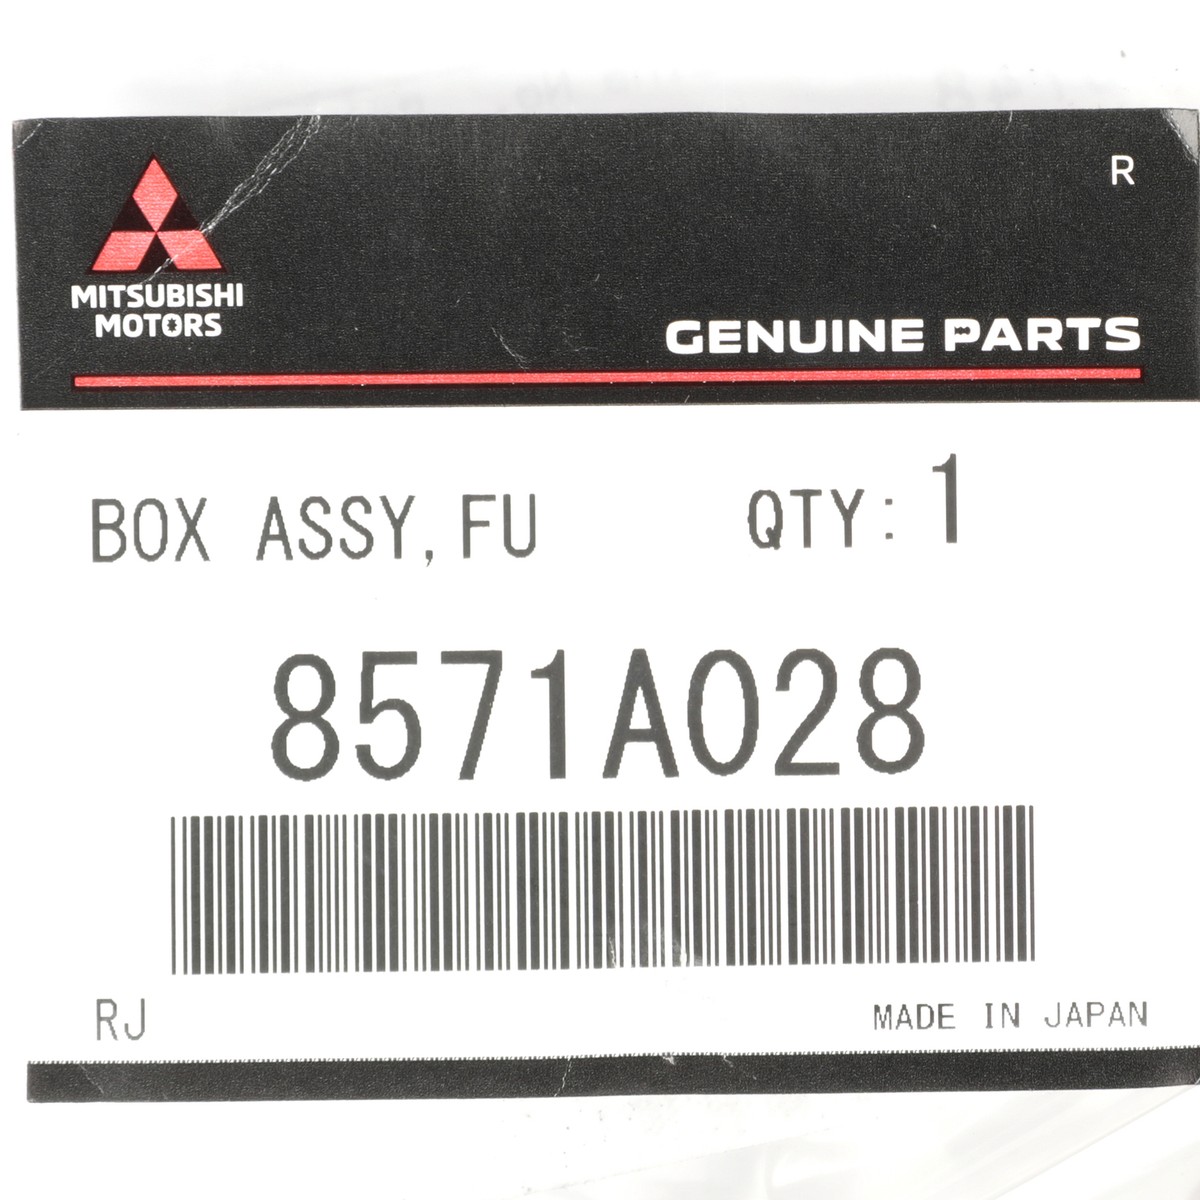 R
MITSUBISHI
MOTORS
GENUINE PARTS
BOX ASSY,FU QTY: 1
8571A028
RJ MADE IN JAPAN